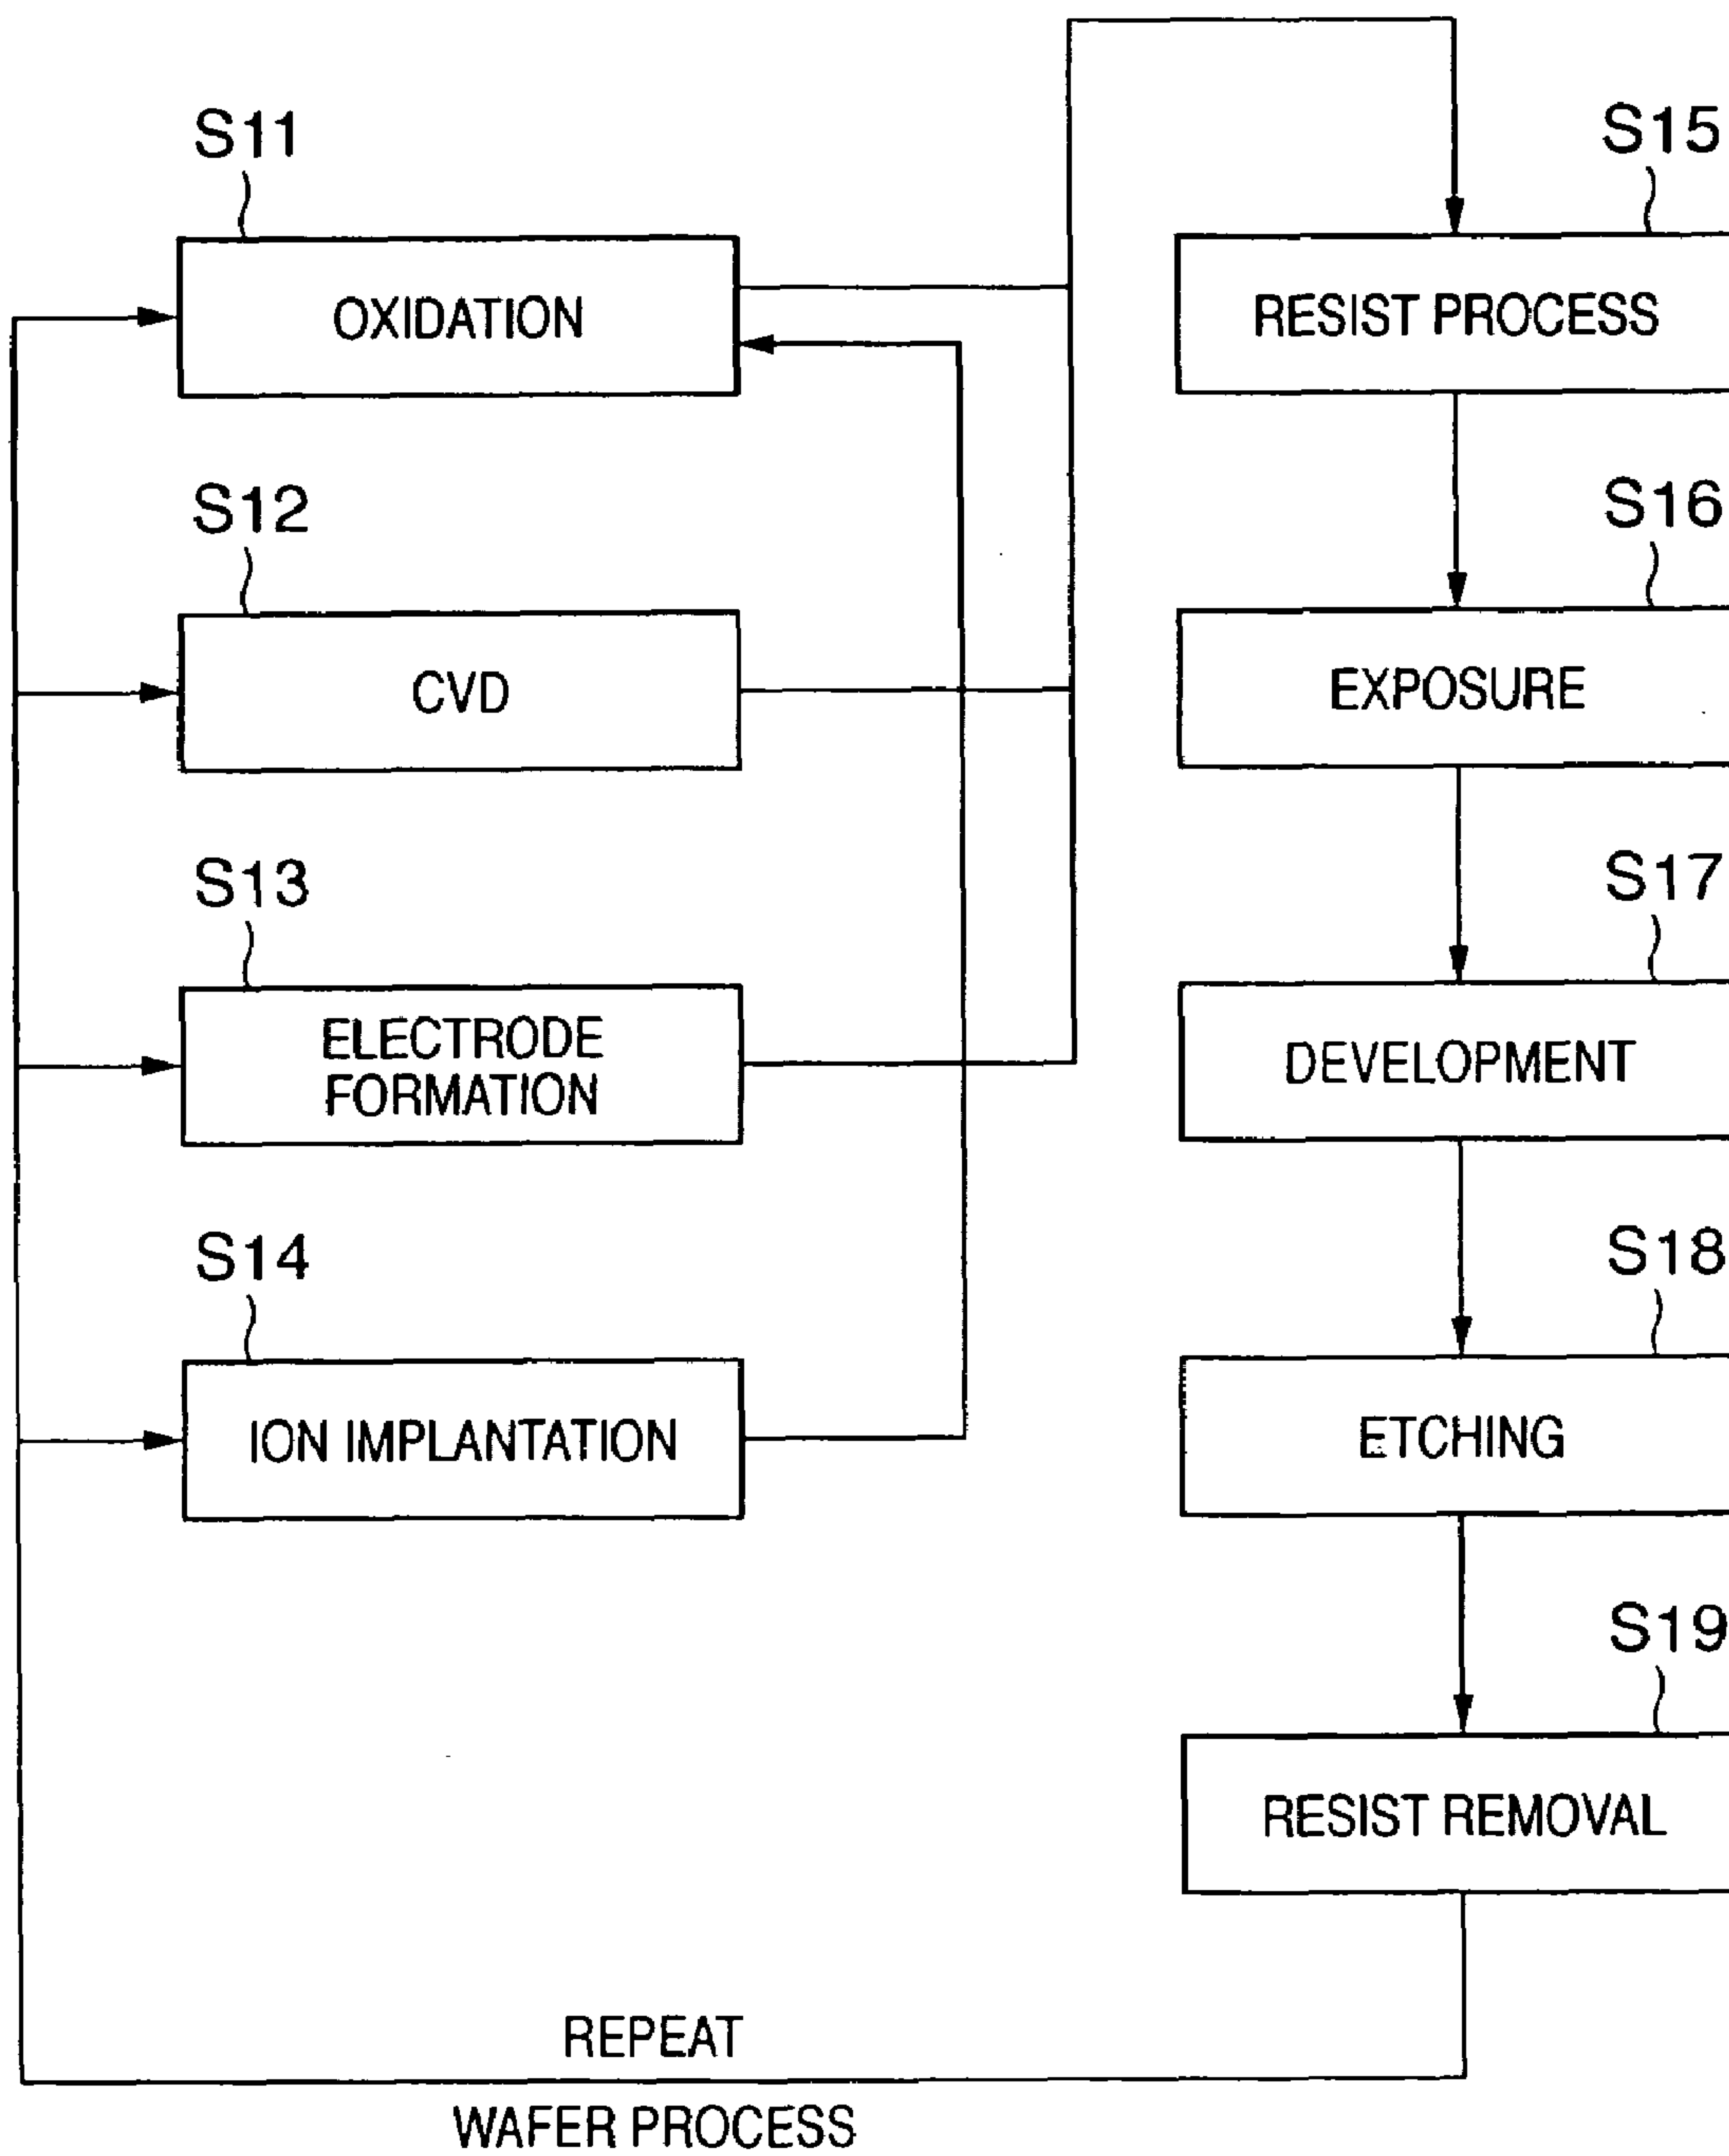 S11
OXIDATION
S12
CVD
S13
ELECTRODE
FORMATION
S14
ION IMPLANTATION
S15
RESIST PROCESS
S16
EXPOSURE
S17
DEVELOPMENT
S18
ETCHING
S19
RESIST REMOVAL
REPEAT
WAFER PROCESS